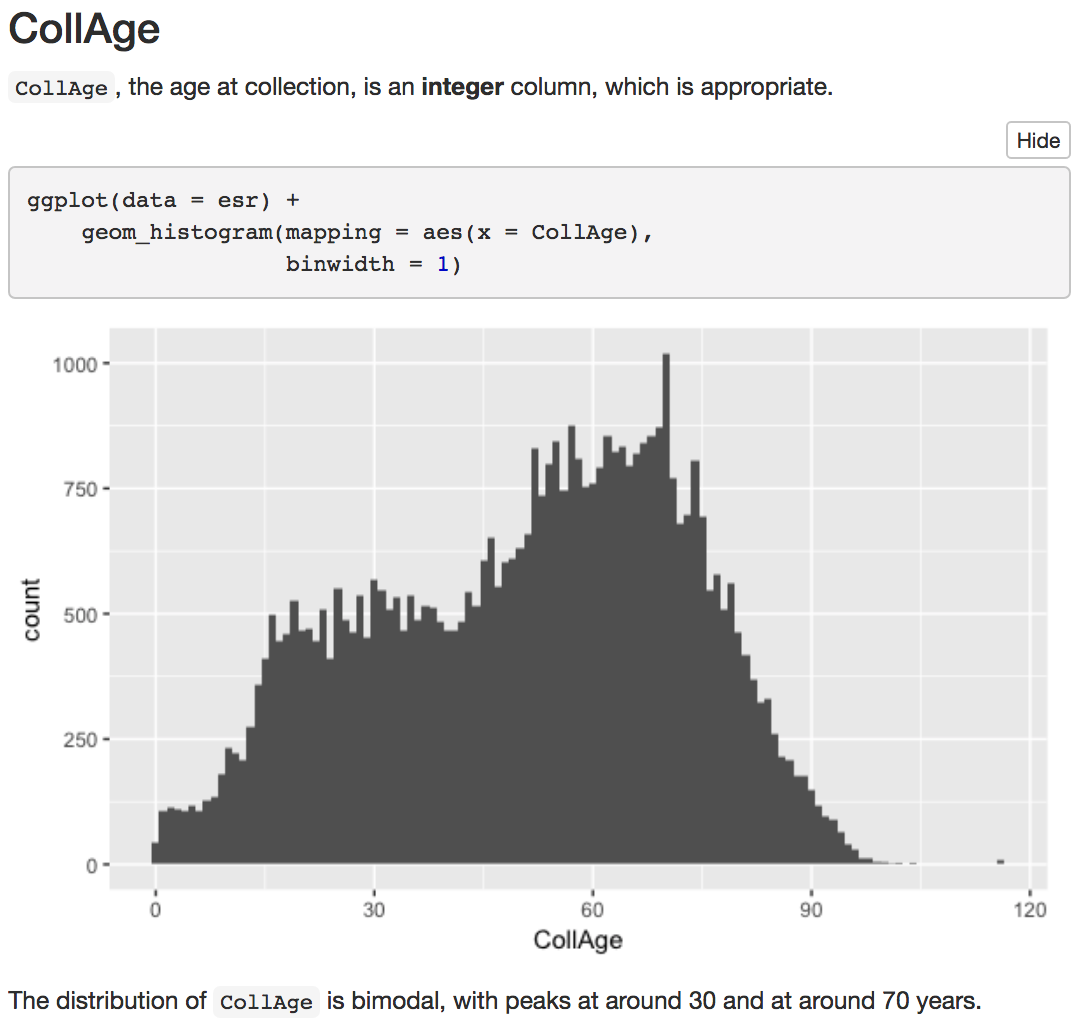 CollAge
CollAge , the age at collection, is an integer column, which is appropriate.
Hide
ggplot(data = esr) +
    geom_histogram(mapping = aes(x = CollAge),
                   binwidth = 1)
1000
750
500
250
0
count
0 30 60 90 120
CollAge
The distribution of CollAge is bimodal, with peaks at around 30 and at around 70 years.